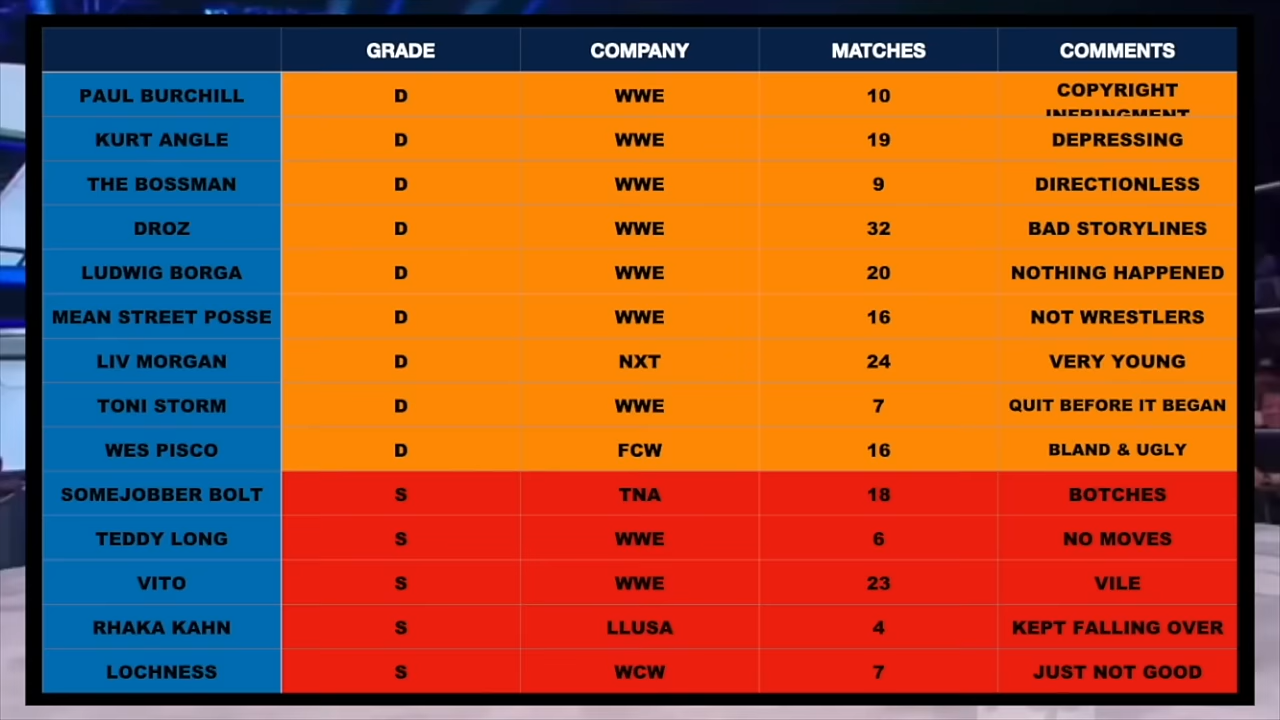 GRADE COMPANY MATCHES COMMENTS
PAUL BURCHILL D WWE 10 COPYRIGHT
INFRINGMENT
KURT ANGLE D WWE 19 DEPRESSING
THE BOSSMAN D WWE 9 DIRECTIONLESS
DROZ D WWE 32 BAD STORYLINES
LUDWIG BORGA D WWE 20 NOTHING HAPPENED
MEAN STREET POSSE D WWE 16 NOT WRESTLERS
LIV MORGAN D NXT 24 VERY YOUNG
TONI STORM D WWE 7 QUIT BEFORE IT BEGAN
WES PISCO D FCW 16 BLAND & UGLY
SOMEJOBBER BOLT S TNA 18 BOTCHES
TEDDY LONG S WWE 6 NO MOVES
VITO S WWE 23 VILE
RHAKA KAHN S LLUSA 4 KEPT FALLING OVER
LOCHNESS S WCW 7 JUST NOT GOOD